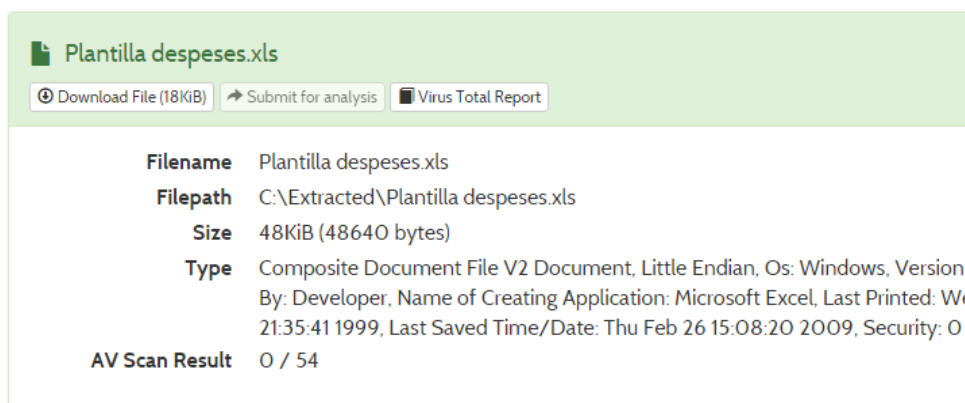 Plantilla despeses.xls
Download File (18KiB) Submit for analysis Virus Total Report
Filename Plantilla despeses.xls
Filepath C:\Extracted\Plantilla despeses.xls
Size 48KiB (48640 bytes)
Type Composite Document File V2 Document, Little Endian, Os: Windows, Version
By: Developer, Name of Creating Application: Microsoft Excel, Last Printed:
21:35:41 1999, Last Saved Time/Date: Thu Feb 26 15:08:20 2009, Security: 0
AV Scan Result 0 / 54